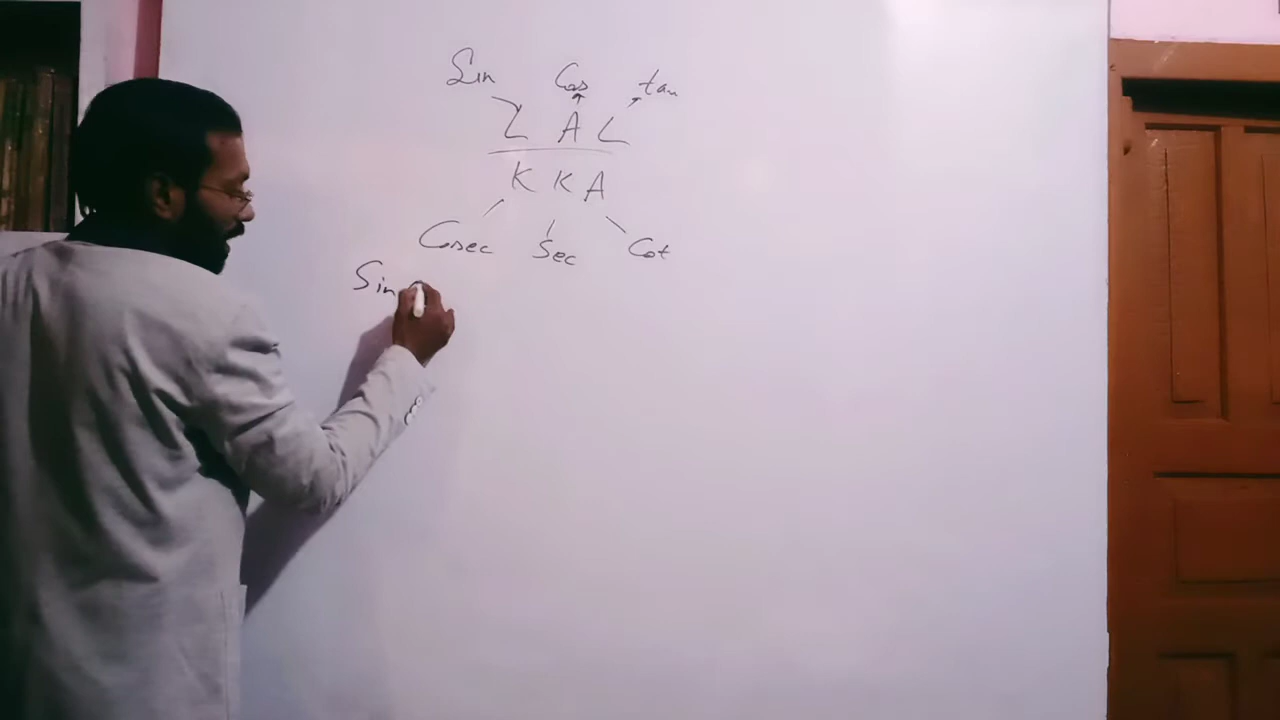 Sin Cos tan
L A L
K K A
Cosec Sec Cot
Sin